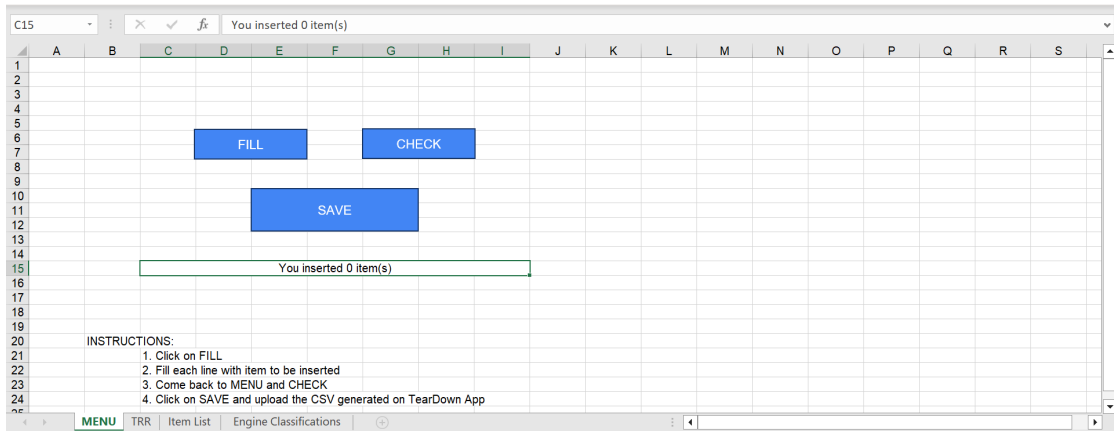 C15 fx You inserted 0 item(s)
A B C D E F G H I J K L M N O P Q R S
1
2
3
4
5
6
FILL CHECK
7
8
9
10
11 SAVE
12
13
14
15 You inserted 0 item(s)
16
17
18
19
20 INSTRUCTIONS:
21 1. Click on FILL
22 2. Fill each line with item to be inserted
23 3. Come back to MENU and CHECK
24 4. Click on SAVE and upload the CSV generated on TearDown App
25
MENU TRR Item List Engine Classifications